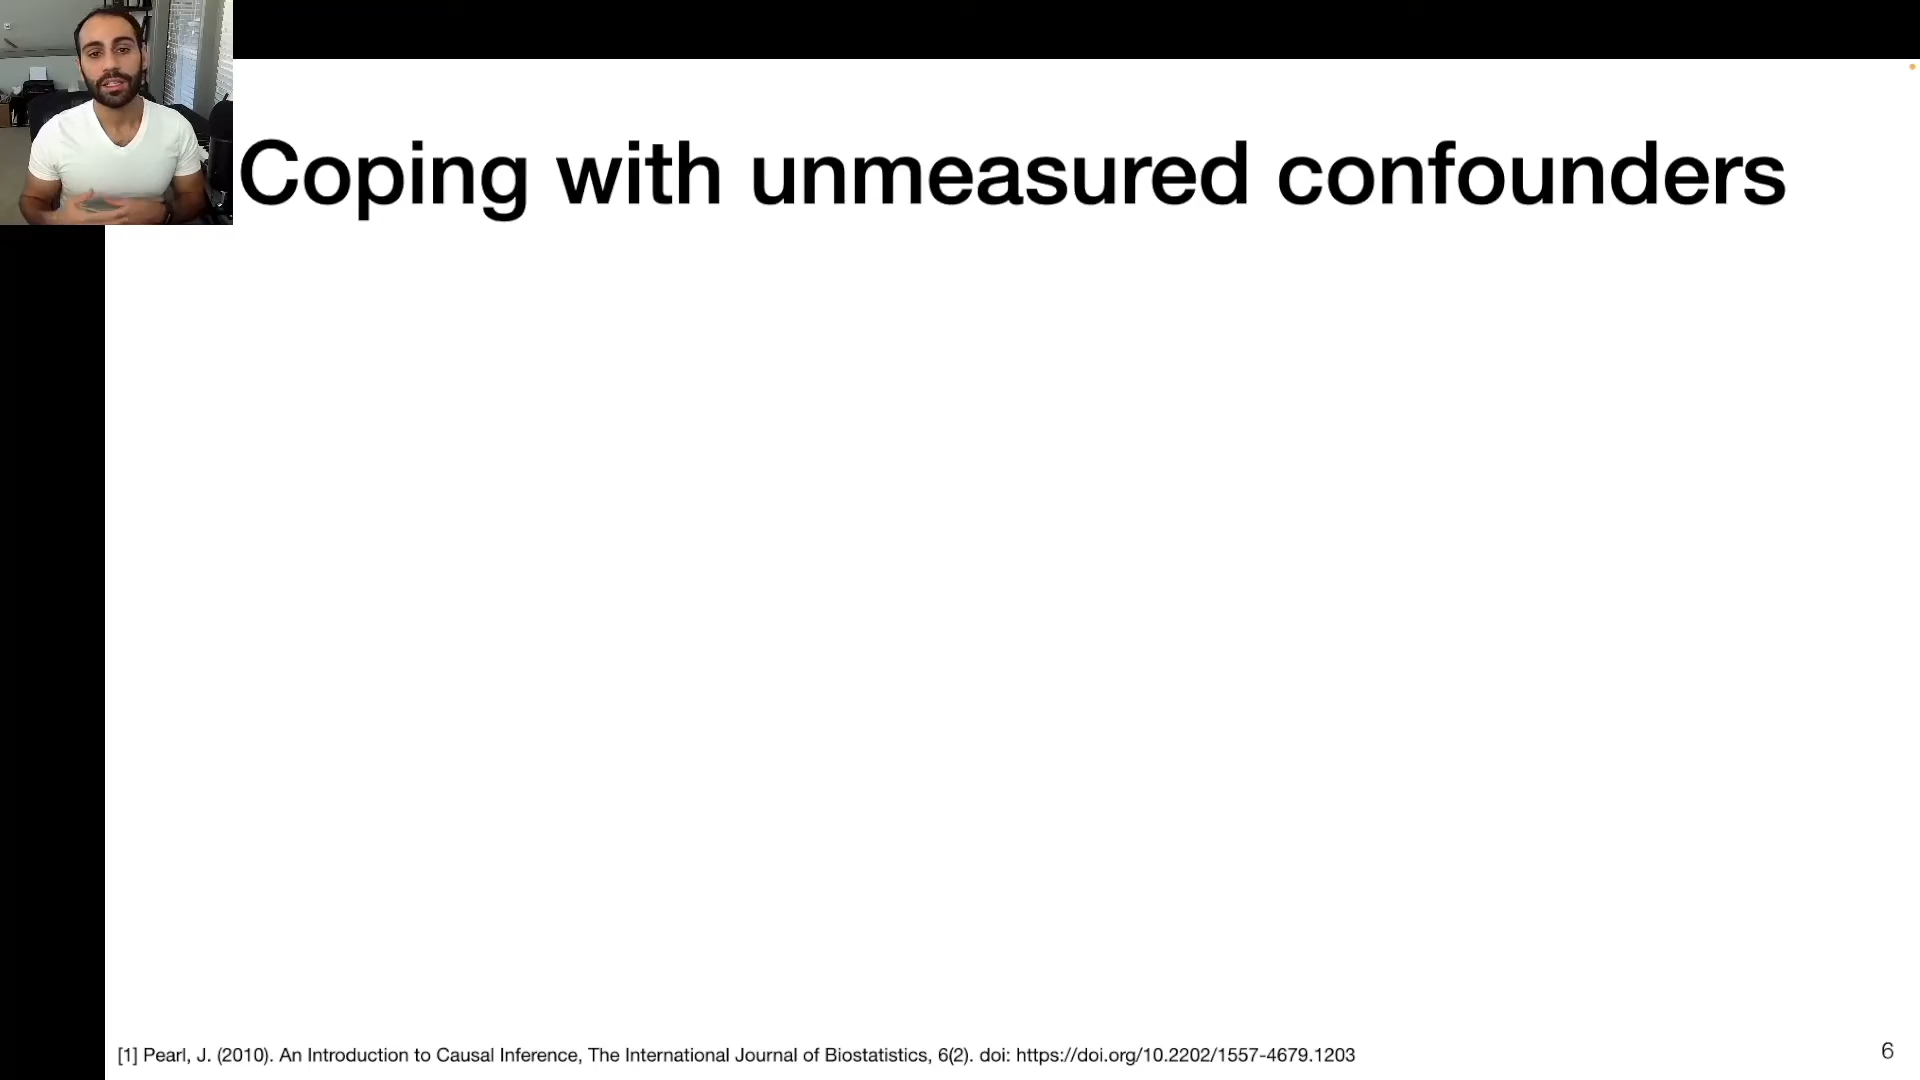 Coping with unmeasured confounders
[1] Pearl, J. (2010). An Introduction to Causal Inference, The International Journal of Biostatistics, 6(2). doi: https://doi.org/10.2202/1557-4679.1203
6